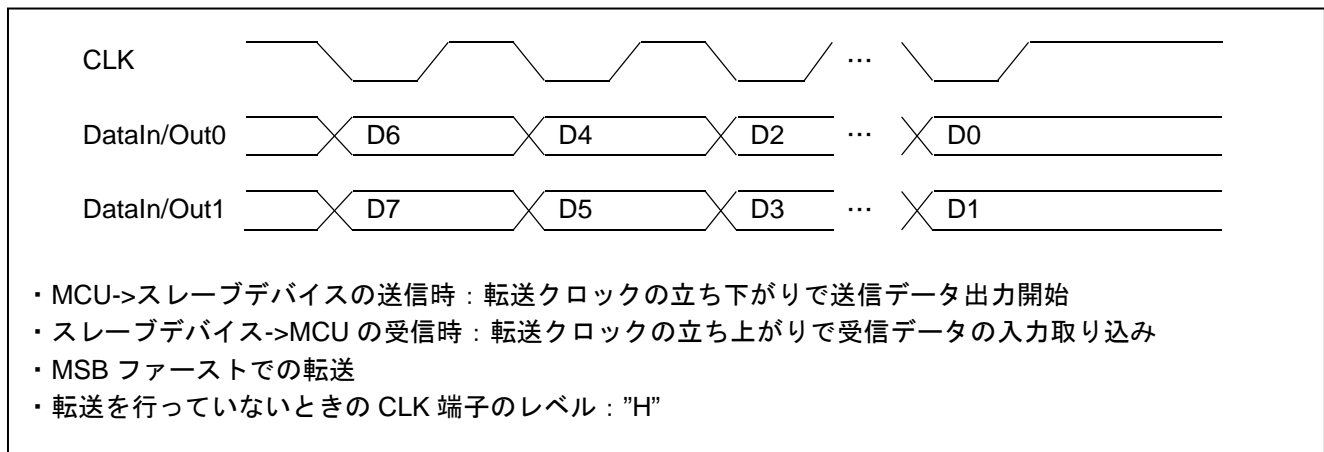 CLK …
DataIn/Out0 D6 D4 D2 … D0
DataIn/Out1 D7 D5 D3 … D1
・MCU->スレーブデバイスの送信時：転送クロックの立ち下がりで送信データ出力開始
・スレーブデバイス->MCU の受信時：転送クロックの立ち上がりで受信データの入力取り込み
・MSB ファーストでの転送
・転送を行っていないときの CLK 端子のレベル：”H”